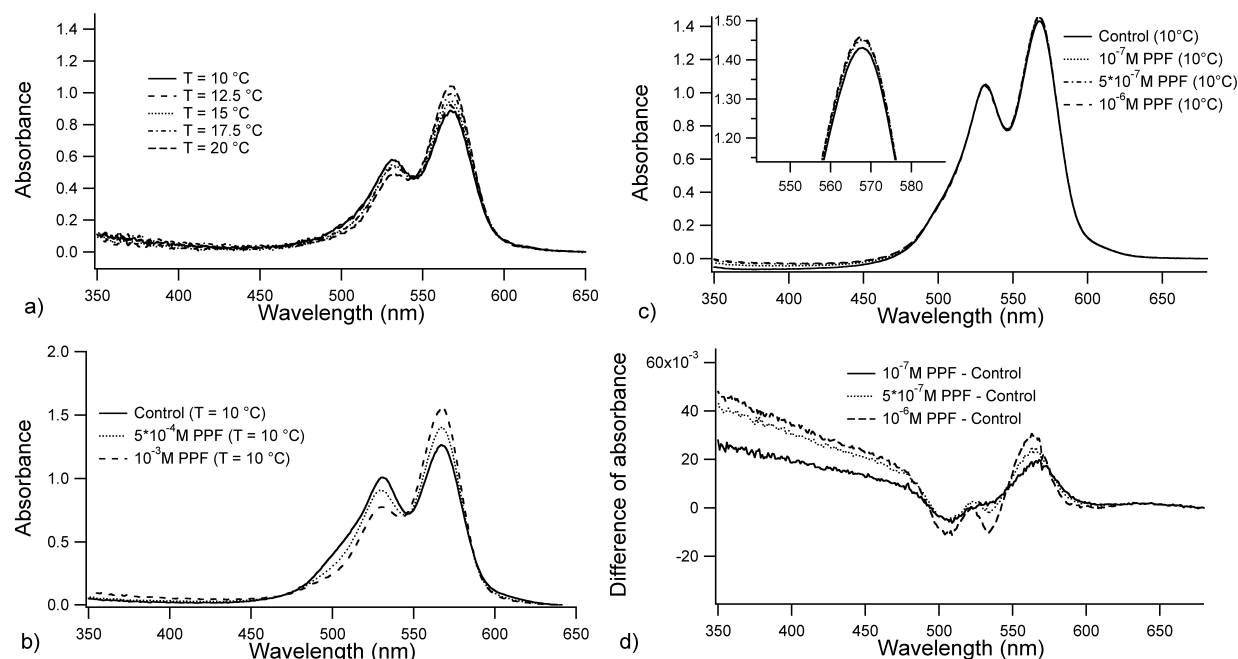 1.4
1.2
1.0
0.8
0.6
0.4
0.2
0.0
Absorbance
T = 10 °C
T = 12.5 °C
T = 15 °C
T = 17.5 °C
T = 20 °C
350 400 450 500 550 600 650
Wavelength (nm)
a)
2.0
1.5
1.0
0.5
0.0
Absorbance
Control (T = 10 °C)
5*10⁻⁴M PPF (T = 10 °C)
10⁻³M PPF (T = 10 °C)
350 400 450 500 550 600 650
Wavelength (nm)
b)
1.4
1.2
1.0
0.8
0.6
0.4
0.2
0.0
Absorbance
1.50
1.40
1.30
1.20
550 560 570 580
Control (10°C)
10⁻⁷M PPF (10°C)
5*10⁻⁷M PPF (10°C)
10⁻⁶M PPF (10°C)
350 400 450 500 550 600 650
Wavelength (nm)
c)
60x10⁻³
40
20
0
-20
Difference of absorbance
10⁻⁷M PPF - Control
5*10⁻⁷M PPF - Control
10⁻⁶M PPF - Control
350 400 450 500 550 600 650
Wavelength (nm)
d)